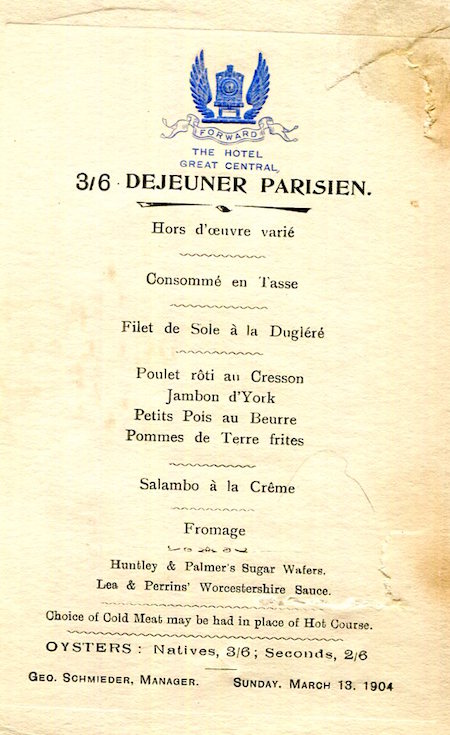 FORWARD
THE HOTEL
GREAT CENTRAL,
3/6 · DEJEUNER PARISIEN.
Hors d'œuvre varié
Consommé en Tasse
Filet de Sole à la Dugléré
Poulet rôti au Cresson
Jambon d'York
Petits Pois au Beurre
Pommes de Terre frites
Salambo à la Crême
Fromage
Huntley & Palmer's Sugar Wafers.
Lea & Perrins' Worcestershire Sauce.
Choice of Cold Meat may be had in place of Hot Course.
OYSTERS : Natives, 3/6 ; Seconds, 2/6
GEO. SCHMIEDER, MANAGER. SUNDAY. MARCH 13. 1904